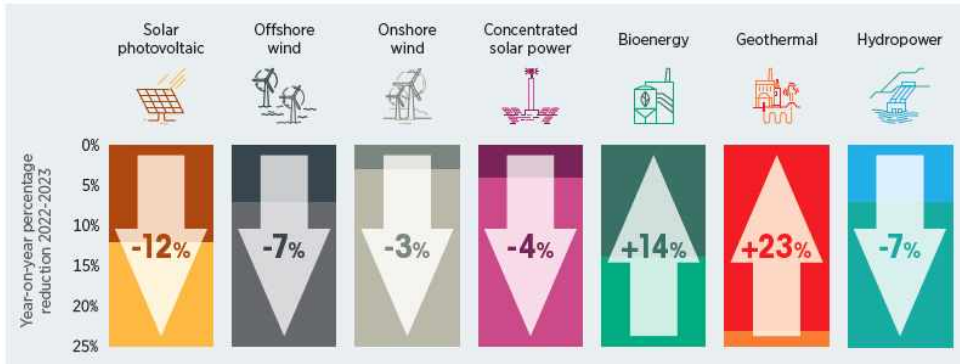 Solar
photovoltaic
Offshore
wind
Onshore
wind
Concentrated
solar power
Bioenergy
Geothermal
Hydropower
Year-on-year percentage
reduction 2022-2023
0%
5%
10%
15%
20%
25%
-12%
-7%
-3%
-4%
+14%
+23%
-7%